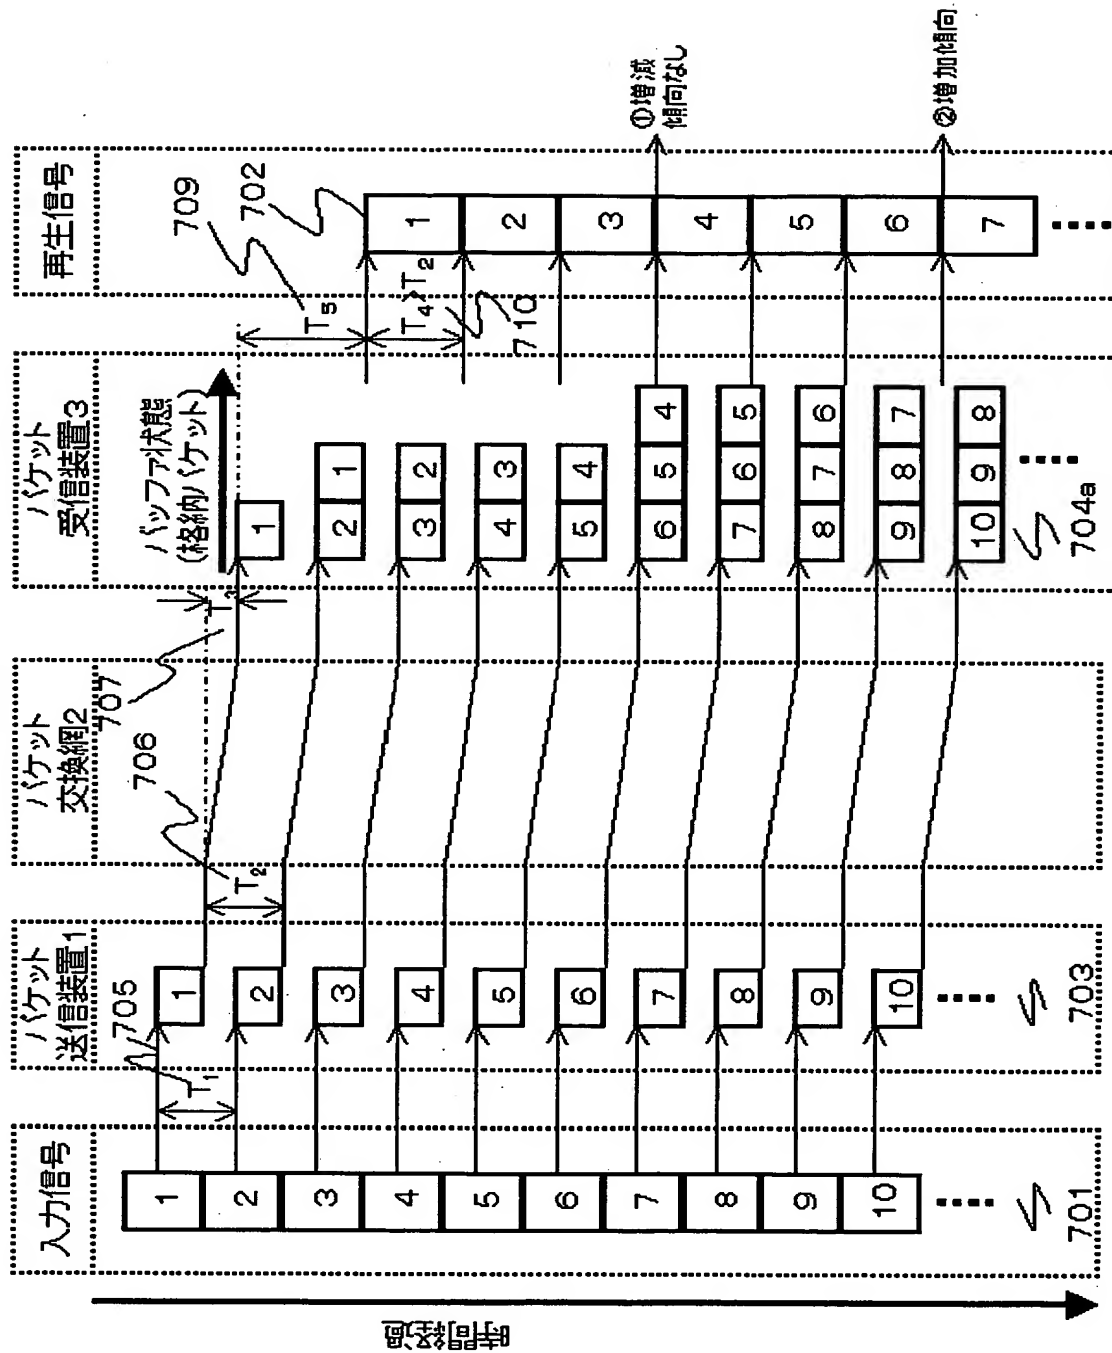 時間経過
入力信号
1
2
3
4
5
6
7
8
9
10
701
T1
705
パケット
送信装置1
1
2
3
4
5
6
7
8
9
10
703
T2
706
707
パケット
交換網2
T3
パケット
受信装置3
バッファ状態
(格納パケット)
1
2 1
3 2
4 3
5 4
6 5 4
7 6 5
8 7 6
9 8 7
10 9 8
704a
T5
T4>T2
710
709
702
再生信号
1
2
3
4
5
6
7
①増減
傾向なし
②増加傾向